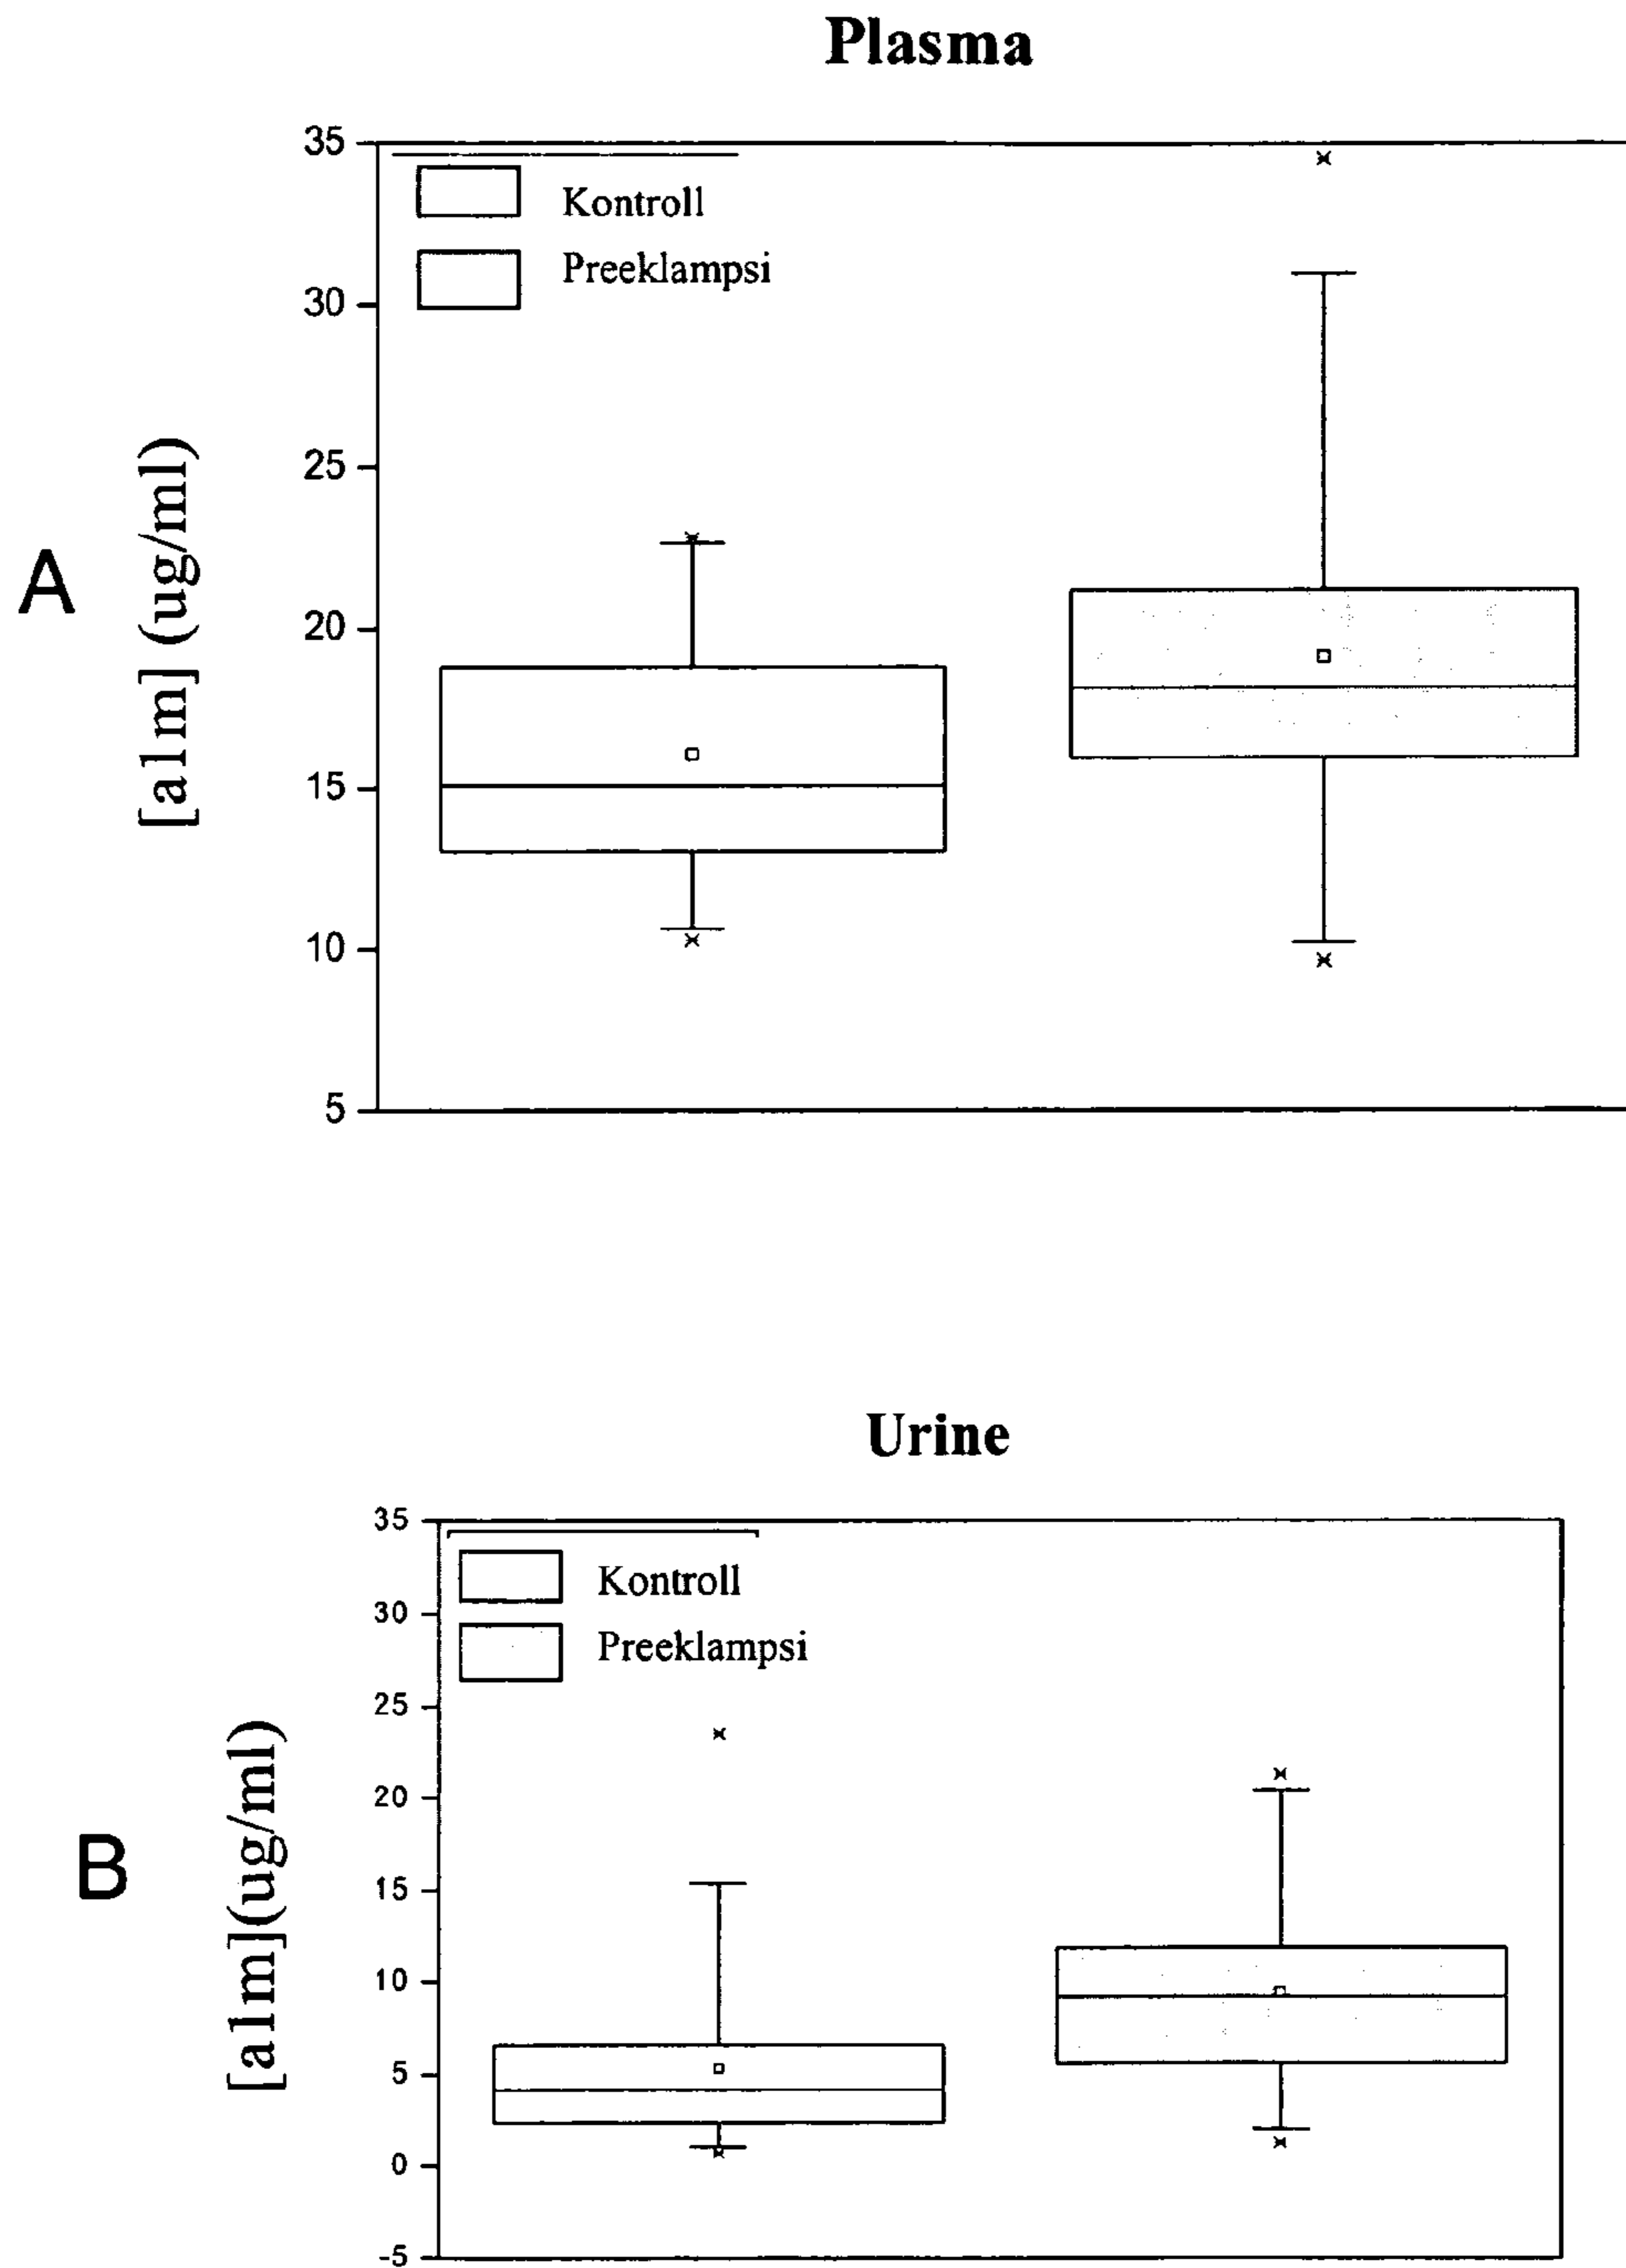 Plasma
35
Kontroll
Preeklampsi
30
25
20
15
10
5
A
[a1m] (ug/ml)
Urine
35
Kontroll
30
Preeklampsi
25
20
15
10
5
0
-5
B
[a1m](ug/ml)